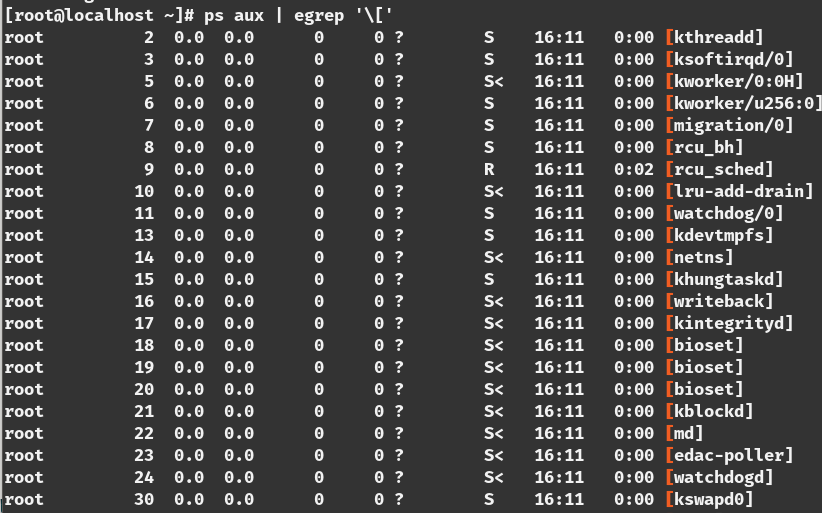 [root@localhost ~]# ps aux | egrep '\['
root         2  0.0  0.0      0     0 ?        S    16:11   0:00 [kthreadd]
root         3  0.0  0.0      0     0 ?        S    16:11   0:00 [ksoftirqd/0]
root         5  0.0  0.0      0     0 ?        S<   16:11   0:00 [kworker/0:0H]
root         6  0.0  0.0      0     0 ?        S    16:11   0:00 [kworker/u256:0]
root         7  0.0  0.0      0     0 ?        S    16:11   0:00 [migration/0]
root         8  0.0  0.0      0     0 ?        S    16:11   0:00 [rcu_bh]
root         9  0.0  0.0      0     0 ?        R    16:11   0:02 [rcu_sched]
root        10  0.0  0.0      0     0 ?        S<   16:11   0:00 [lru-add-drain]
root        11  0.0  0.0      0     0 ?        S    16:11   0:00 [watchdog/0]
root        13  0.0  0.0      0     0 ?        S    16:11   0:00 [kdevtmpfs]
root        14  0.0  0.0      0     0 ?        S<   16:11   0:00 [netns]
root        15  0.0  0.0      0     0 ?        S    16:11   0:00 [khungtaskd]
root        16  0.0  0.0      0     0 ?        S<   16:11   0:00 [writeback]
root        17  0.0  0.0      0     0 ?        S<   16:11   0:00 [kintegrityd]
root        18  0.0  0.0      0     0 ?        S<   16:11   0:00 [bioset]
root        19  0.0  0.0      0     0 ?        S<   16:11   0:00 [bioset]
root        20  0.0  0.0      0     0 ?        S<   16:11   0:00 [bioset]
root        21  0.0  0.0      0     0 ?        S<   16:11   0:00 [kblockd]
root        22  0.0  0.0      0     0 ?        S<   16:11   0:00 [md]
root        23  0.0  0.0      0     0 ?        S<   16:11   0:00 [edac-poller]
root        24  0.0  0.0      0     0 ?        S<   16:11   0:00 [watchdogd]
root        30  0.0  0.0      0     0 ?        S    16:11   0:00 [kswapd0]